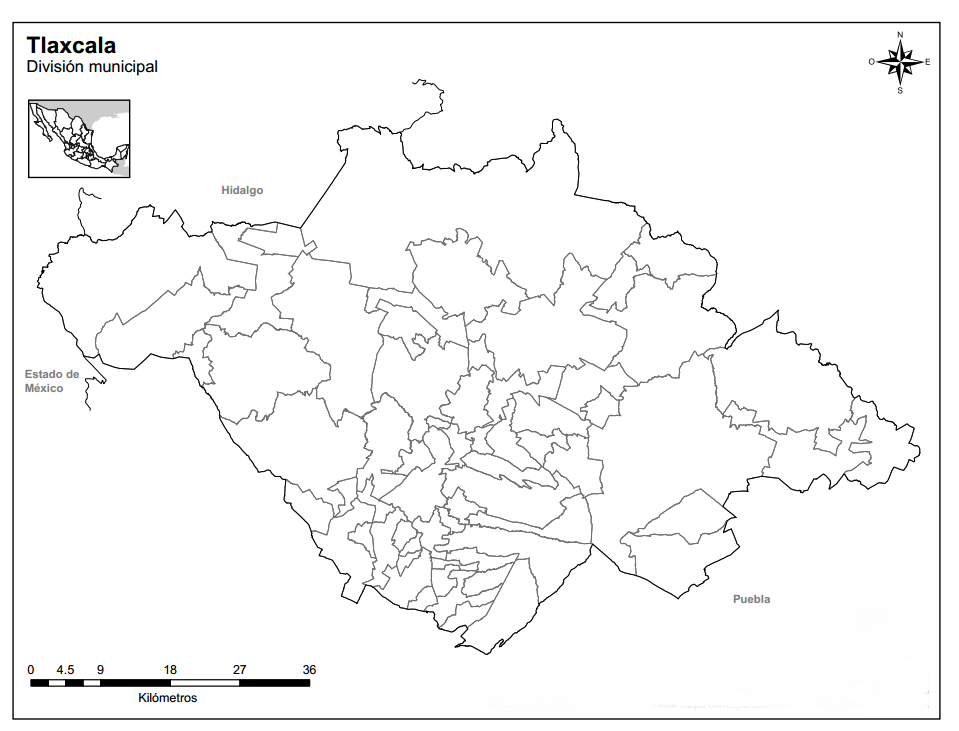 Tlaxcala
División municipal
N
O
E
S
Hidalgo
Estado de
México
Puebla
0 4.5 9 18 27 36
Kilómetros